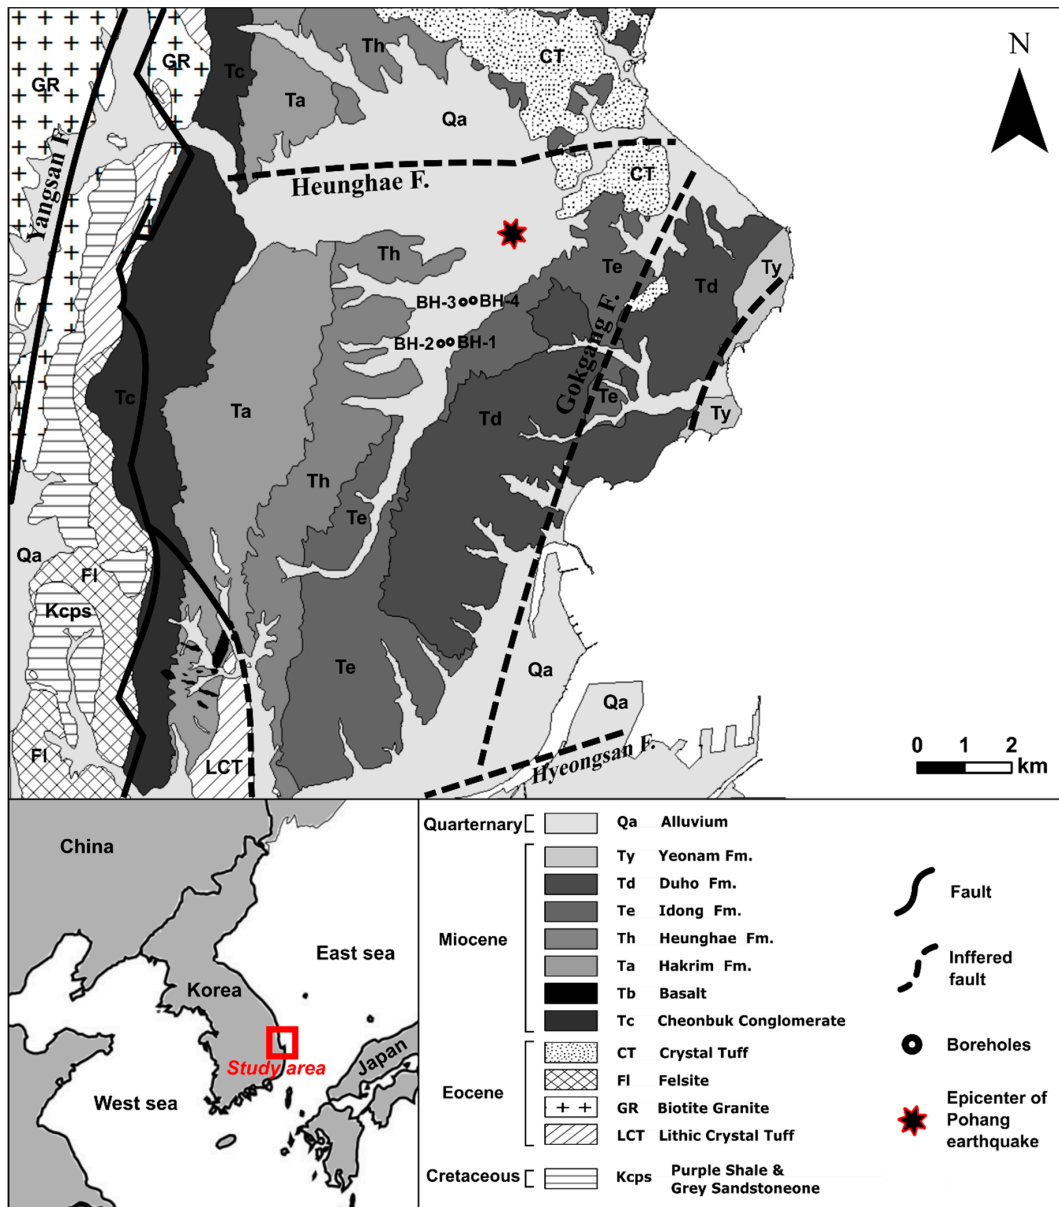 N
GR
GR
Tc
Th
Ta
Qa
CT
Yangsan F.
Heunghae F.
CT
Th
Te
Td
Ty
BH-3
BH-4
BH-2
BH-1
Gokgang F.
Tc
Ta
Td
Te
Ty
Th
Te
Qa
Fl
Kcps
Te
Qa
Qa
Fl
LCT
Hyeongsan F.
0 1 2
km
China
East sea
Korea
Study area
Japan
West sea
Quarternary
Qa Alluvium
Ty Yeonam Fm.
Td Duho Fm.
Te Idong Fm.
Miocene
Th Heunghae Fm.
Ta Hakrim Fm.
Tb Basalt
Tc Cheonbuk Conglomerate
CT Crystal Tuff
Fl Felsite
Eocene
GR Biotite Granite
LCT Lithic Crystal Tuff
Cretaceous
Kcps Purple Shale &
Grey Sandstoneone
Fault
Inffered
fault
Boreholes
Epicenter of
Pohang
earthquake